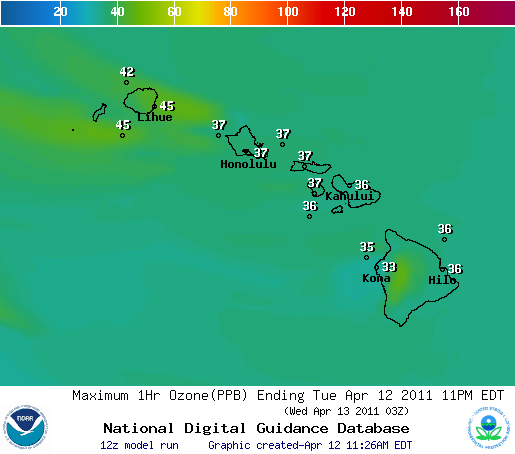 20 40 60 80 100 120 140 160
42
45
Lihue
45
37
37
37
Honolulu
37
37
36
Kahului
36
36
35
33
36
Kona
Hilo
Maximum 1Hr Ozone(PPB) Ending Tue Apr 12 2011 11PM EDT
(Wed Apr 13 2011 03Z)
National Digital Guidance Database
12z model run Graphic created-Apr 12 11:26AM EDT
NOAA